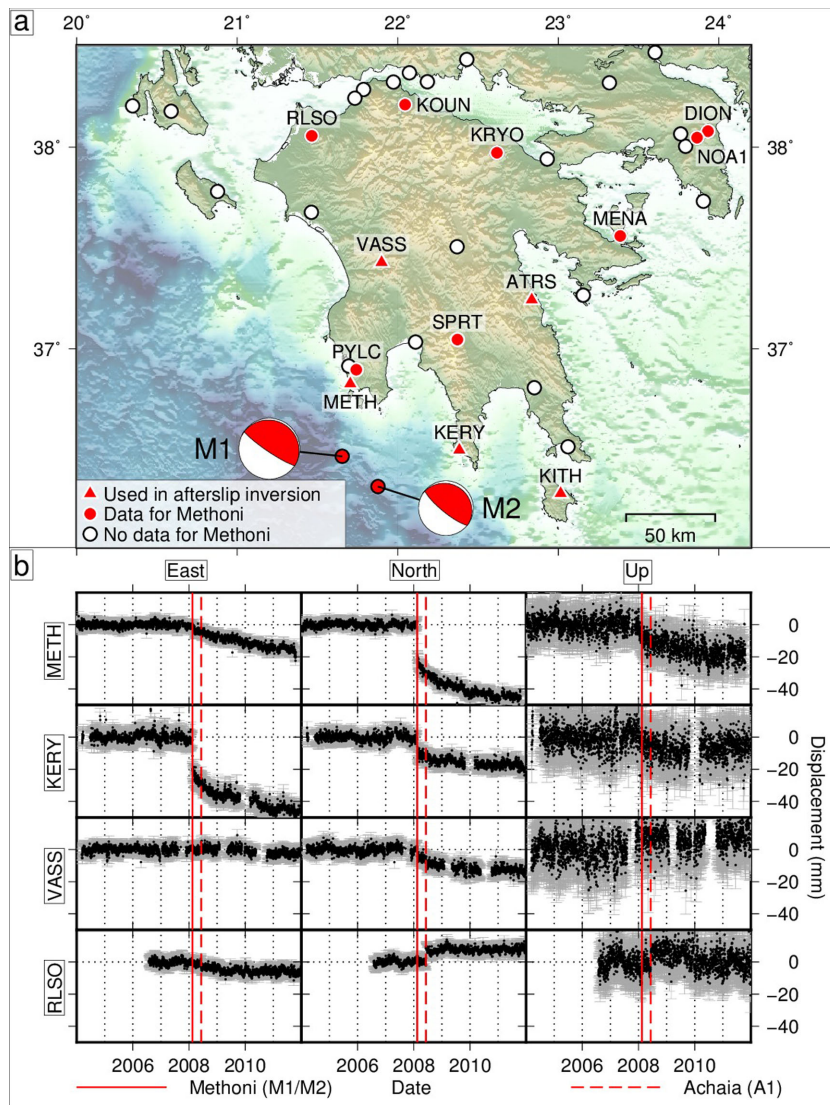 a
20° 21° 22° 23° 24°
KOUN
RLSO
DION
KRYO
38° 38°
NOA1
MENA
VASS
ATRS
SPRT
37° 37°
PYLC
METH
KERY
M1
KITH
Used in afterslip inversion
M2
Data for Methoni
No data for Methoni
50 km
b
East North Up
METH
0
−20
−40
KERY
0
−20
−40
VASS
0
−20
−40
RLSO
0
−20
−40
Displacement (mm)
2006 2008 2010 2006 2008 2010 2006 2008 2010
Methoni (M1/M2) Date Achaia (A1)